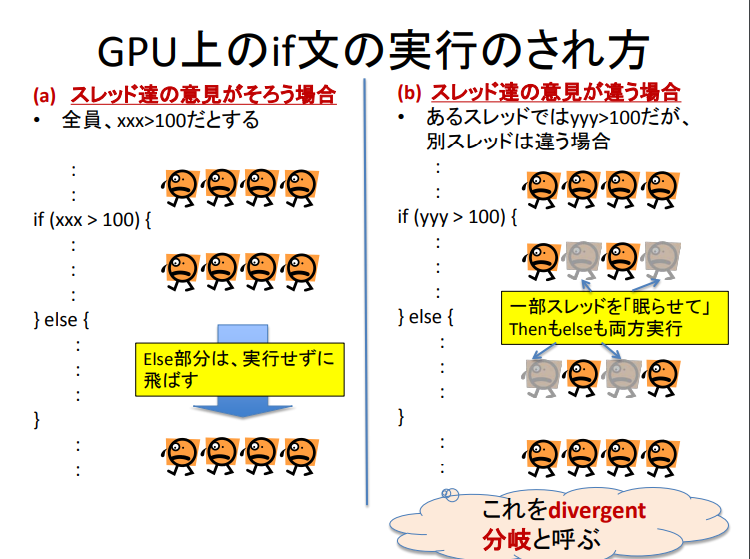 GPU上のif文の実行のされ方
(a) スレッド達の意見がそろう場合
• 全員、xxx>100だとする
:
:
if (xxx > 100) {
:
:
:
} else {
:
:
:
}
:
:
Else部分は、実行せずに
飛ばす
(b) スレッド達の意見が違う場合
• あるスレッドではyyy>100だが、
別スレッドは違う場合
:
:
if (yyy > 100) {
:
:
:
} else {
:
:
:
}
:
:
一部スレッドを「眠らせて」
Thenもelseも両方実行
これをdivergent
分岐と呼ぶ